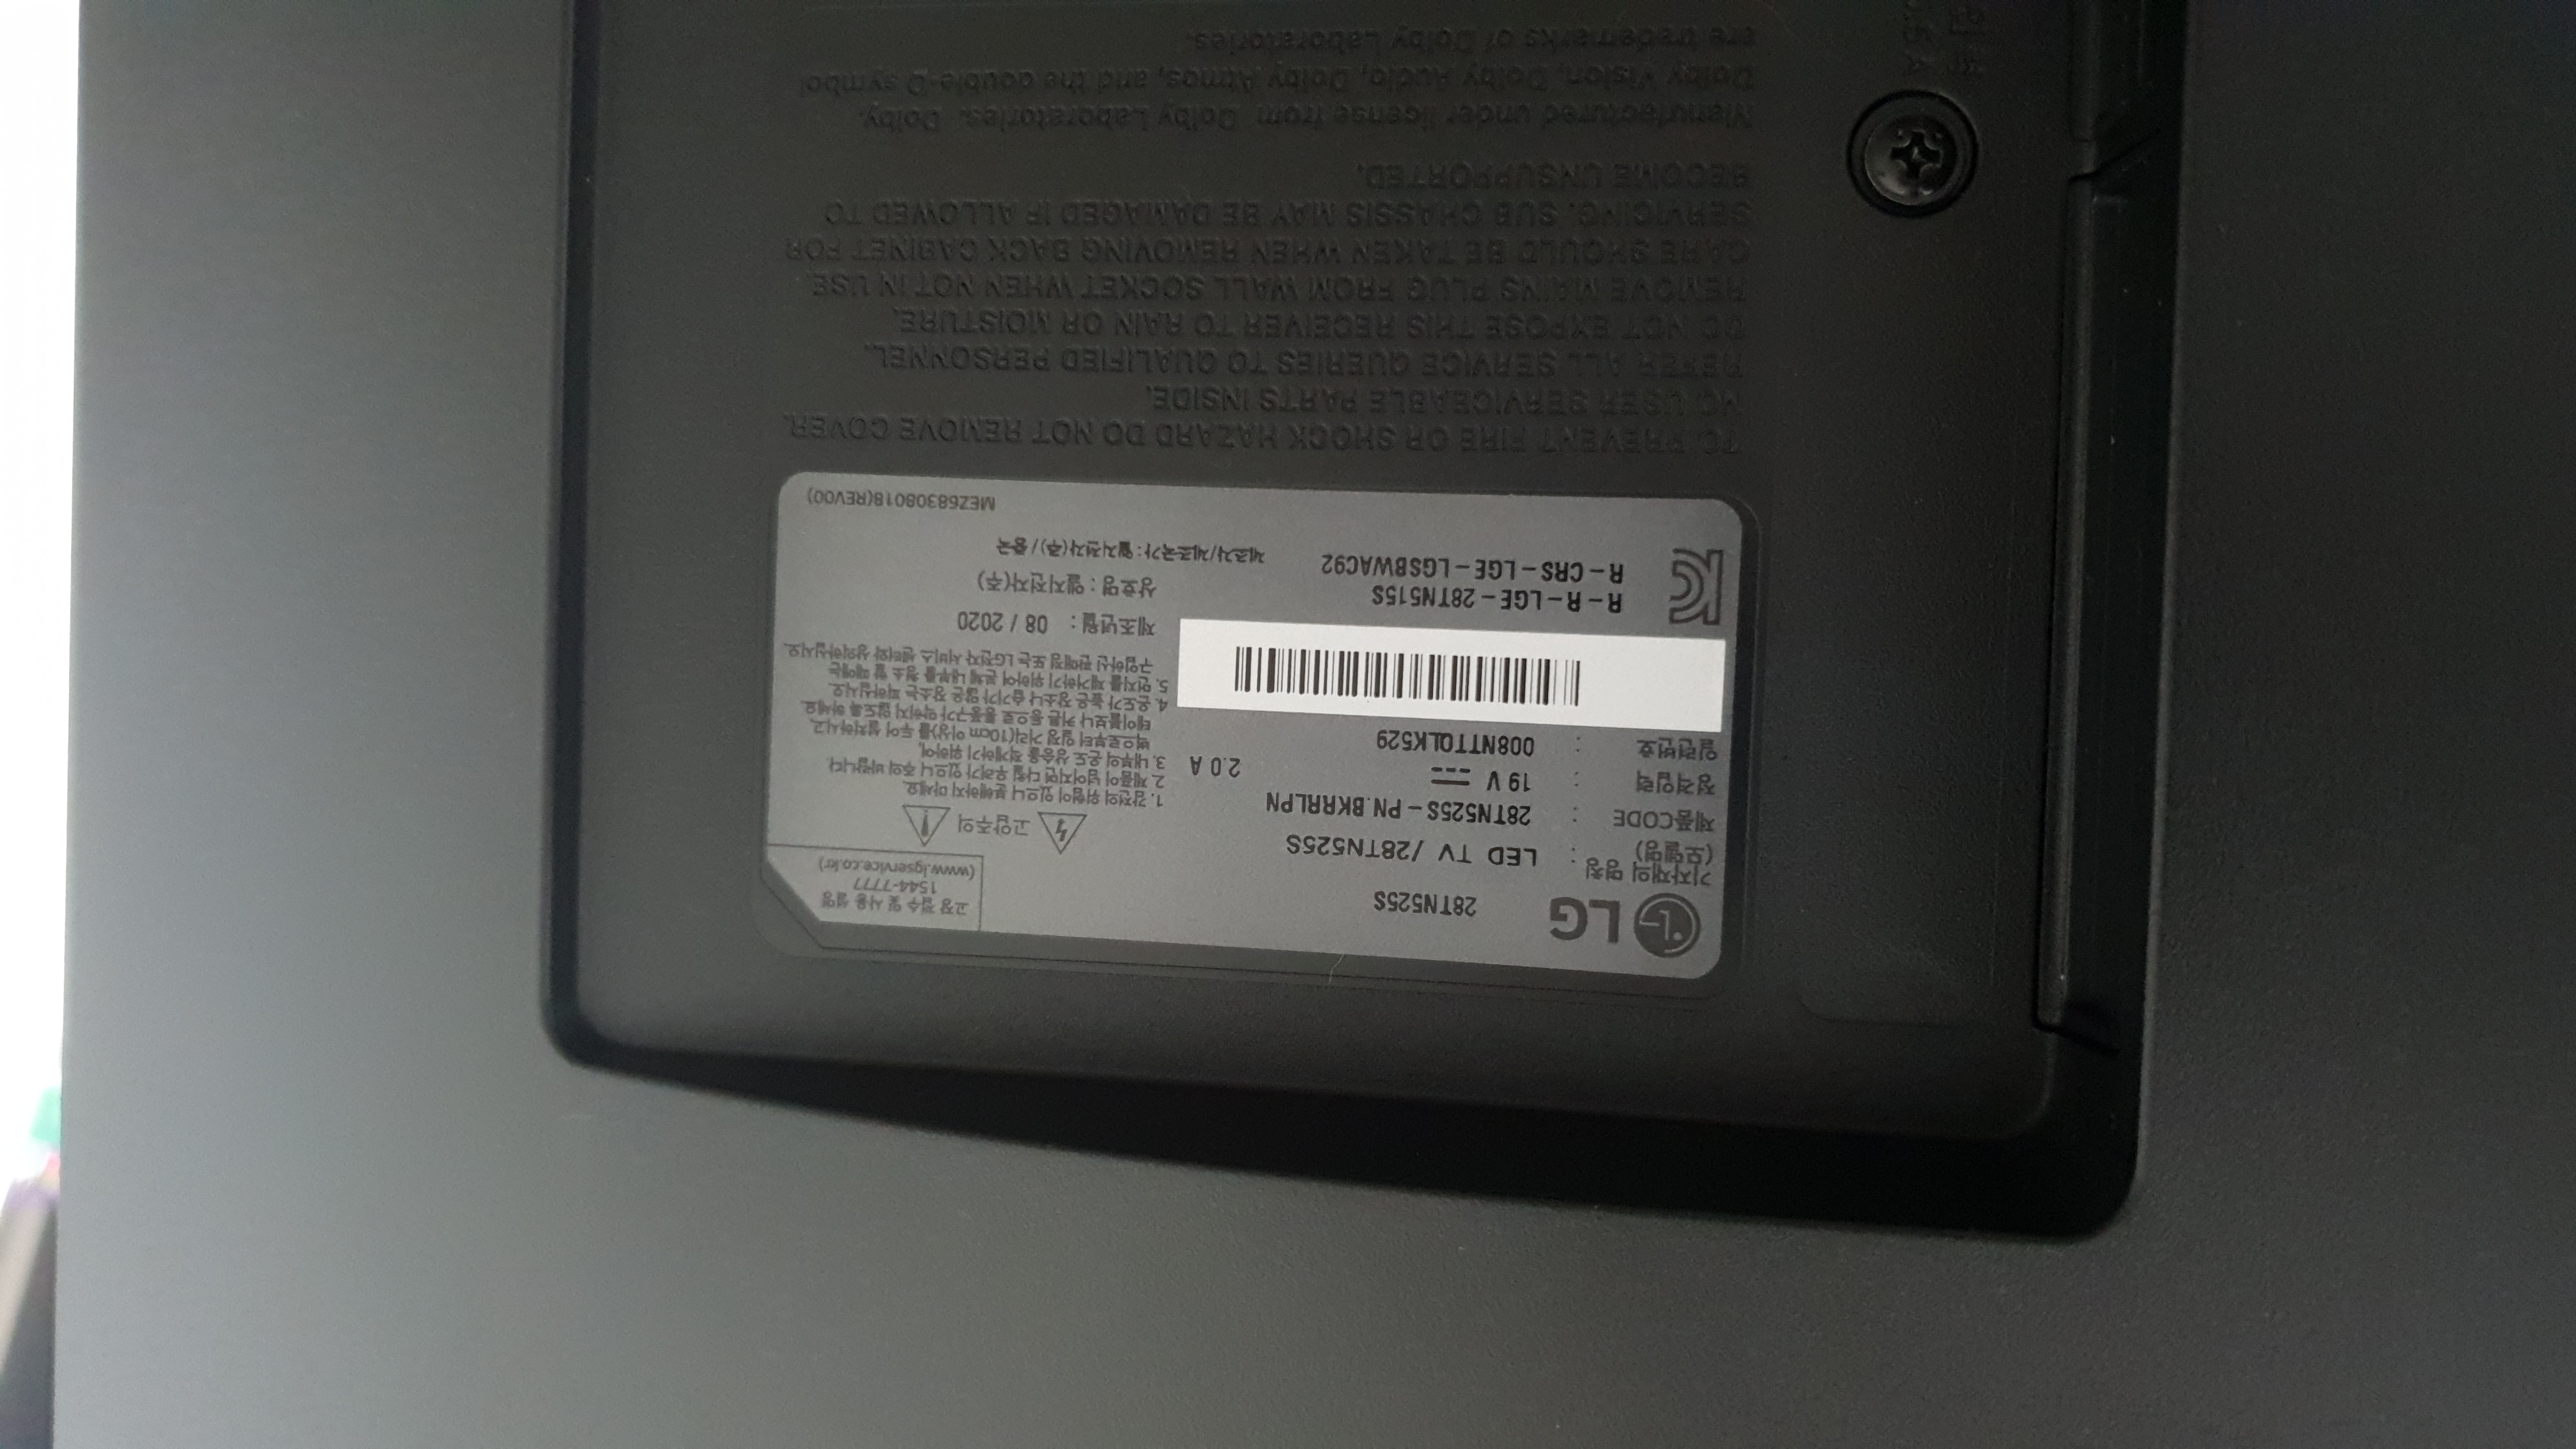 LG
28TN525S
고장 접수 및 사용 설명
1544-7777
(www.lgservice.co.kr)
기자재의 명칭
(모델명) : LED TV /28TN525S
제품CODE : 28TN525S-PN.BKRRLPN
정격입력 : 19 V 2.0 A
일련번호 : 008NTTQLK529
고압주의
1. 감전의 위험이 있으니 분해하지 마세요.
2. 제품이 넘어지면 다칠 우려가 있으니 주의 바랍니다.
3. 내부의 온도 상승을 적게하기 위하여,
벽으로부터 일정 거리(10cm 이상)를 두어 설치하시고,
테이블보나 커튼 등으로 통풍구가 막히지 않도록 하세요.
4. 온도가 높은 장소나 습기가 많은 장소는 피하십시오.
5. 먼지를 제거하기 위하여 본체 내부를 청소 할 때에는
구입하신 판매점 또는 LG전자 서비스 센터와 상의하십시오.
R-R-LGE-28TN515S
R-CRS-LGE-LGSBWAC92
제조년월 : 08 / 2020
상호명 : 엘지전자(주)
제조자/제조국가 : 엘지전자(주) / 중국
MEZ68308018(REV00)
TO PREVENT FIRE OR SHOCK HAZARD DO NOT REMOVE COVER.
NO USER SERVICEABLE PARTS INSIDE.
REFER ALL SERVICE QUERIES TO QUALIFIED PERSONNEL.
DO NOT EXPOSE THIS RECEIVER TO RAIN OR MOISTURE.
REMOVE MAINS PLUG FROM WALL SOCKET WHEN NOT IN USE.
CARE SHOULD BE TAKEN WHEN REMOVING BACK CABINET FOR
SERVICING. SUB CHASSIS MAY BE DAMAGED IF ALLOWED TO
BECOME UNSUPPORTED.
Manufactured under license from Dolby Laboratories. Dolby,
Dolby Vision, Dolby Audio, Dolby Atmos, and the double-D symbol
are trademarks of Dolby Laboratories.